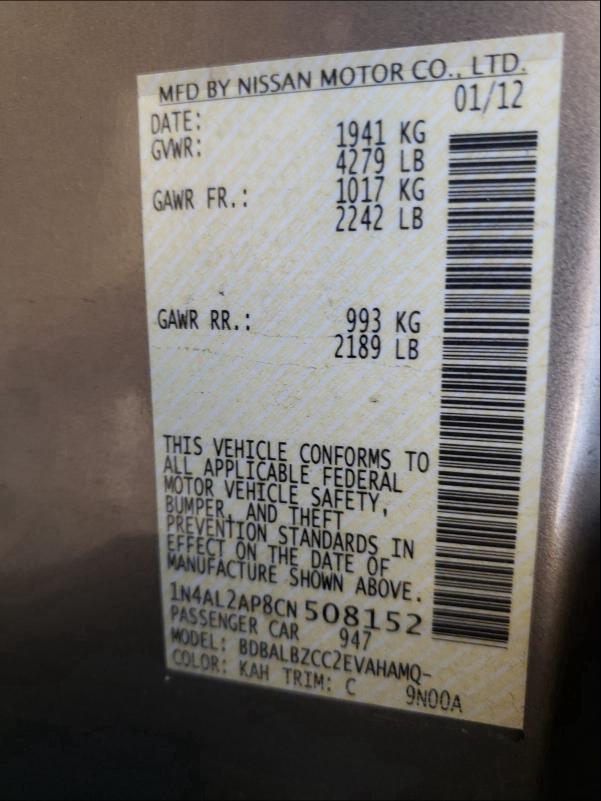 MFD BY NISSAN MOTOR CO., LTD.
DATE: 01/12
GVWR: 1941 KG
4279 LB
GAWR FR.: 1017 KG
2242 LB
GAWR RR.: 993 KG
2189 LB
THIS VEHICLE CONFORMS TO
ALL APPLICABLE FEDERAL
MOTOR VEHICLE SAFETY,
BUMPER, AND THEFT
PREVENTION STANDARDS IN
EFFECT ON THE DATE OF
MANUFACTURE SHOWN ABOVE.
1N4AL2AP8CN508152
PASSENGER CAR 947
MODEL: BDBALBZCC2EVAHAMQ-
COLOR: KAH TRIM: C 9N00A